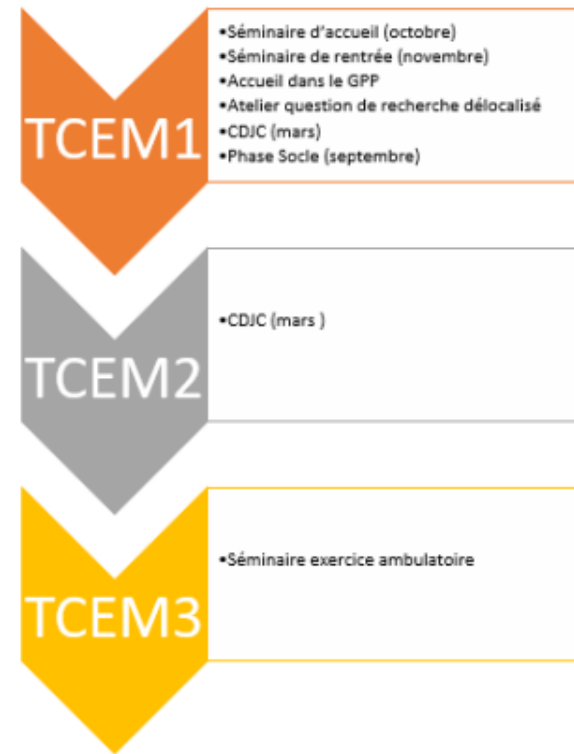 TCEM1
•Séminaire d'accueil (octobre)
•Séminaire de rentrée (novembre)
•Accueil dans le GPP
•Atelier question de recherche délocalisé
•CDJC (mars)
•Phase Socle (septembre)
TCEM2
•CDJC (mars )
TCEM3
•Séminaire exercice ambulatoire